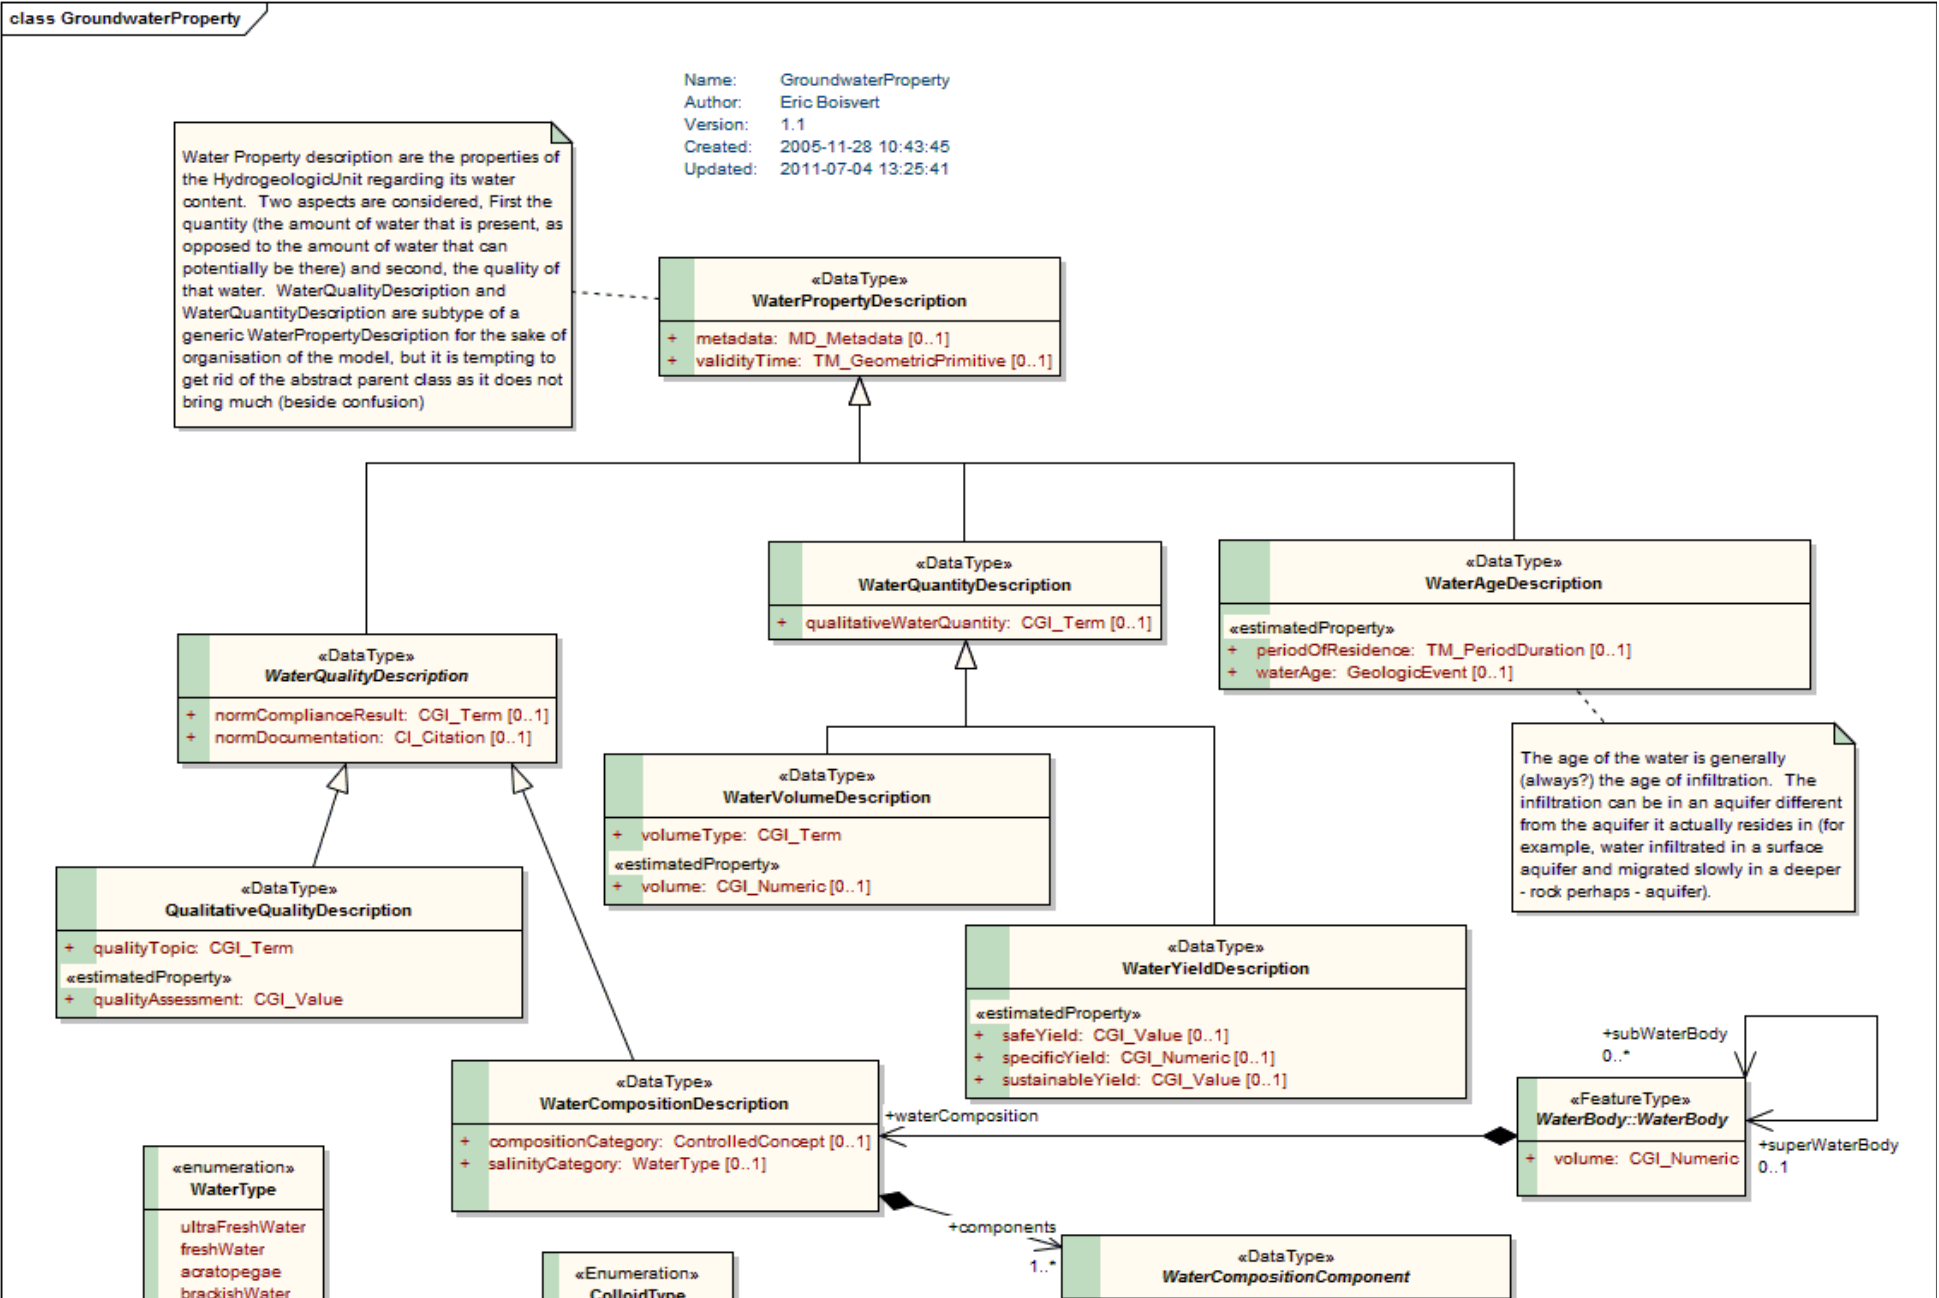 class GroundwaterProperty
Name: GroundwaterProperty
Author: Eric Boisvert
Version: 1.1
Created: 2005-11-28 10:43:45
Updated: 2011-07-04 13:25:41
Water Property description are the properties of
the HydrogeologicUnit regarding its water
content. Two aspects are considered, First the
quantity (the amount of water that is present, as
opposed to the amount of water that can
potentially be there) and second, the quality of
that water. WaterQualityDescription and
WaterQuantityDescription are subtype of a
generic WaterPropertyDescription for the sake of
organisation of the model, but it is tempting to
get rid of the abstract parent class as it does not
bring much (beside confusion)
«DataType»
WaterPropertyDescription
+ metadata: MD_Metadata [0..1]
+ validityTime: TM_GeometricPrimitive [0..1]
«DataType»
WaterQuantityDescription
+ qualitativeWaterQuantity: CGI_Term [0..1]
«DataType»
WaterAgeDescription
«estimatedProperty»
+ periodOfResidence: TM_PeriodDuration [0..1]
+ waterAge: GeologicEvent [0..1]
«DataType»
WaterQualityDescription
+ normComplianceResult: CGI_Term [0..1]
+ normDocumentation: CI_Citation [0..1]
«DataType»
WaterVolumeDescription
+ volumeType: CGI_Term
«estimatedProperty»
+ volume: CGI_Numeric [0..1]
The age of the water is generally
(always?) the age of infiltration. The
infiltration can be in an aquifer different
from the aquifer it actually resides in (for
example, water infiltrated in a surface
aquifer and migrated slowly in a deeper
- rock perhaps - aquifer).
«DataType»
QualitativeQualityDescription
+ qualityTopic: CGI_Term
«estimatedProperty»
+ qualityAssessment: CGI_Value
«DataType»
WaterYieldDescription
«estimatedProperty»
+ safeYield: CGI_Value [0..1]
+ specificYield: CGI_Numeric [0..1]
+ sustainableYield: CGI_Value [0..1]
+subWaterBody
0..*
«FeatureType»
WaterBody::WaterBody
+ volume: CGI_Numeric
+superWaterBody
0..1
«DataType»
WaterCompositionDescription
+ compositionCategory: ControlledConcept [0..1]
+ salinityCategory: WaterType [0..1]
+waterComposition
+components
1..*
«enumeration»
WaterType
ultraFreshWater
freshWater
acratopegae
brackishWater
«Enumeration»
ColloidType
«DataType»
WaterCompositionComponent